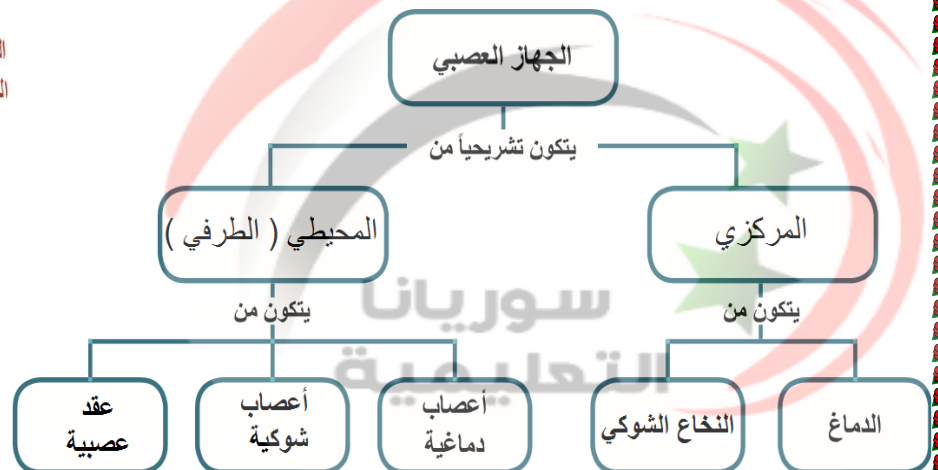 الجهاز العصبي
يتكون تشريحياً من
المركزي
المحيطي ( الطرفي )
يتكون من
يتكون من
سوريانا
التعليمية
الدماغ
النخاع الشوكي
أعصاب
دماغية
أعصاب
شوكية
عقد
عصبية